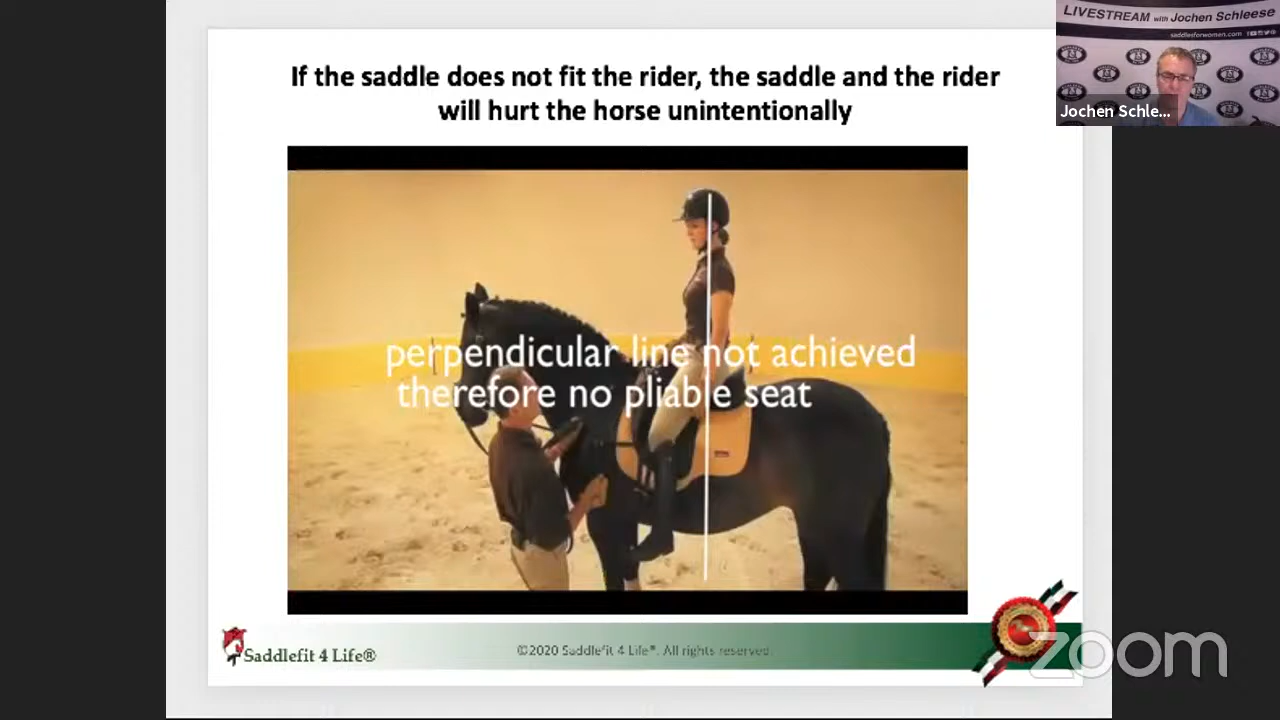 If the saddle does not fit the rider, the saddle and the rider
will hurt the horse unintentionally
LIVESTREAM with Jochen Schleese
saddlesforwomen.com
Jochen Schle...
perpendicular line not achieved
therefore no pliable seat
Saddlefit 4 Life®
©2020 Saddlefit 4 Life®. All rights reserved.
zoom